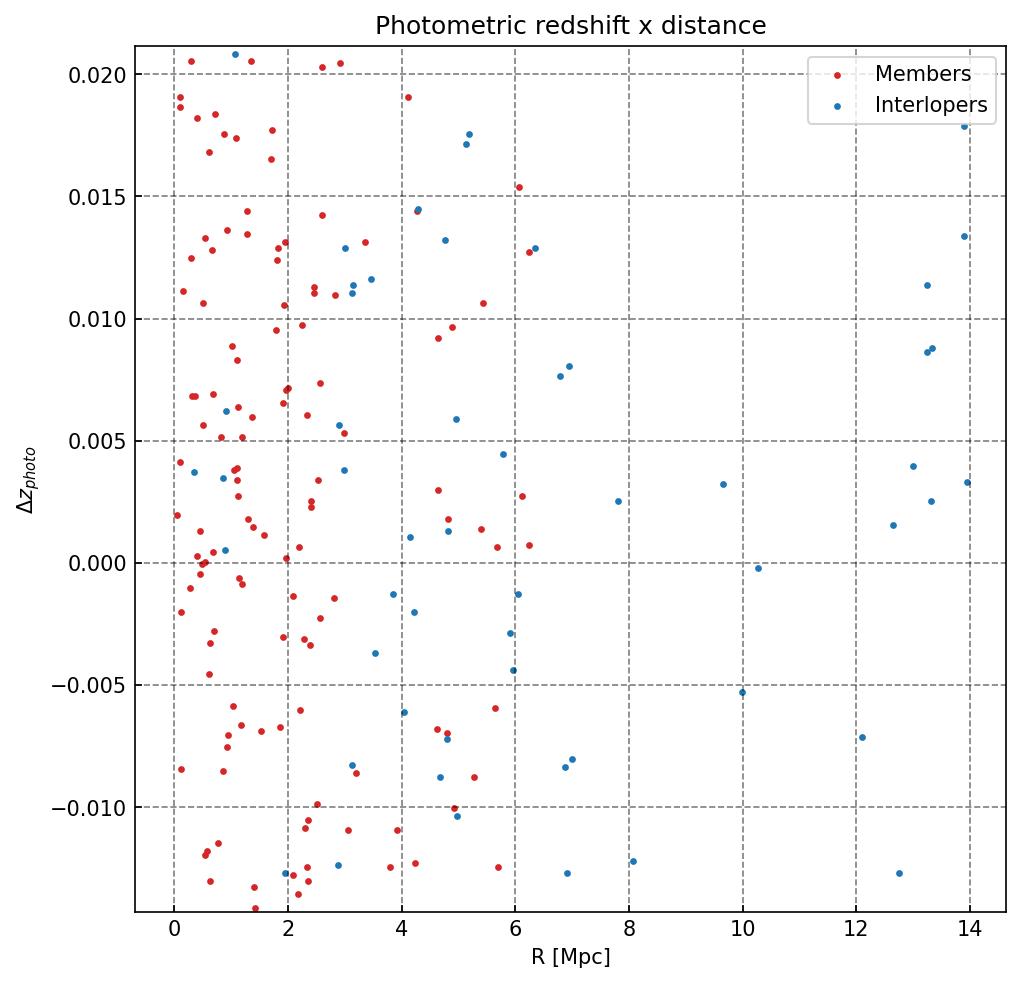 Photometric redshift x distance
Members
Interlopers
0.020
0.015
0.010
0.005
0.000
−0.005
−0.010
Δz_photo
0 2 4 6 8 10 12 14
R [Mpc]